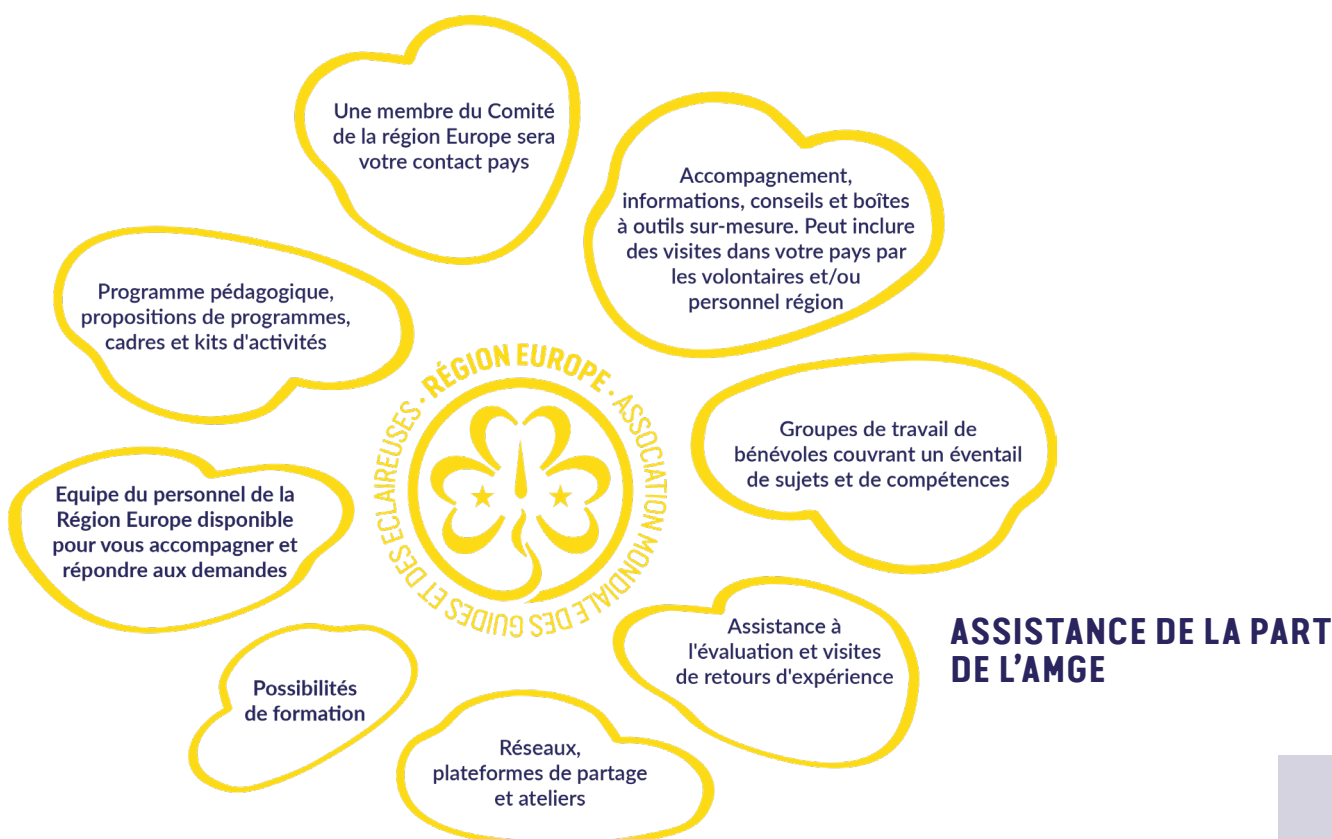 Une membre du Comité
de la région Europe sera
votre contact pays
Accompagnement,
informations, conseils et boîtes
à outils sur-mesure. Peut inclure
des visites dans votre pays par
les volontaires et/ou
personnel région
Programme pédagogique,
propositions de programmes,
cadres et kits d'activités
RÉGION EUROPE · ASSOCIATION MONDIALE DES GUIDES ET DES ECLAIREUSES ·
Groupes de travail de
bénévoles couvrant un éventail
de sujets et de compétences
Equipe du personnel de la
Région Europe disponible
pour vous accompagner et
répondre aux demandes
Assistance à
l'évaluation et visites
de retours d'expérience
ASSISTANCE DE LA PART
DE L’AMGE
Possibilités
de formation
Réseaux,
plateformes de partage
et ateliers